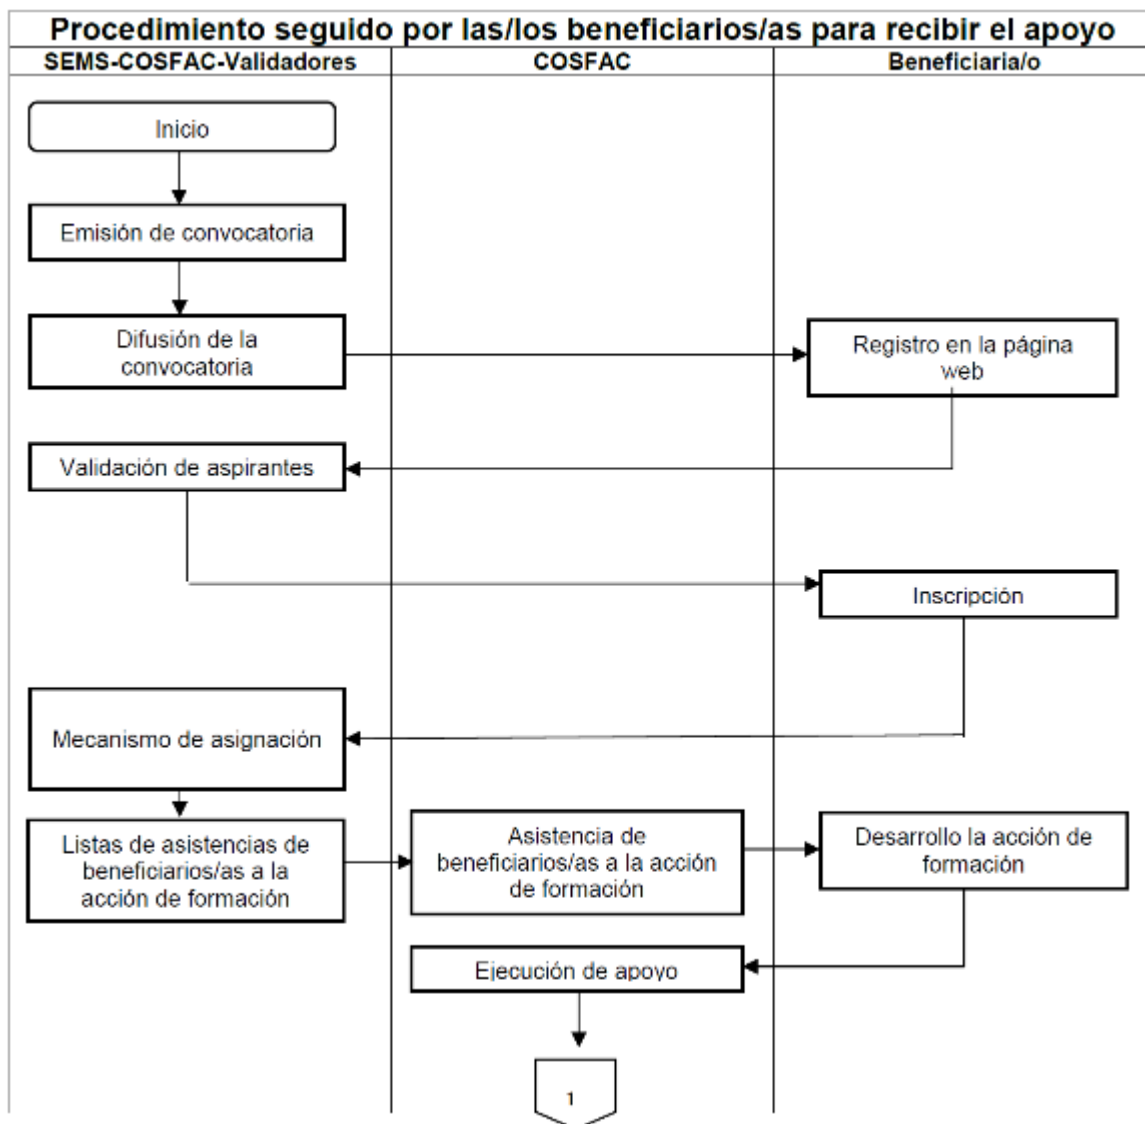 Procedimiento seguido por las/los beneficiarios/as para recibir el apoyo
SEMS-COSFAC-Validadores
COSFAC
Beneficiaria/o
Inicio
Emisión de convocatoria
Difusión de la
convocatoria
Registro en la página
web
Validación de aspirantes
Inscripción
Mecanismo de asignación
Listas de asistencias de
beneficiarios/as a la
acción de formación
Asistencia de
beneficiarios/as a la acción
de formación
Desarrollo la acción de
formación
Ejecución de apoyo
1